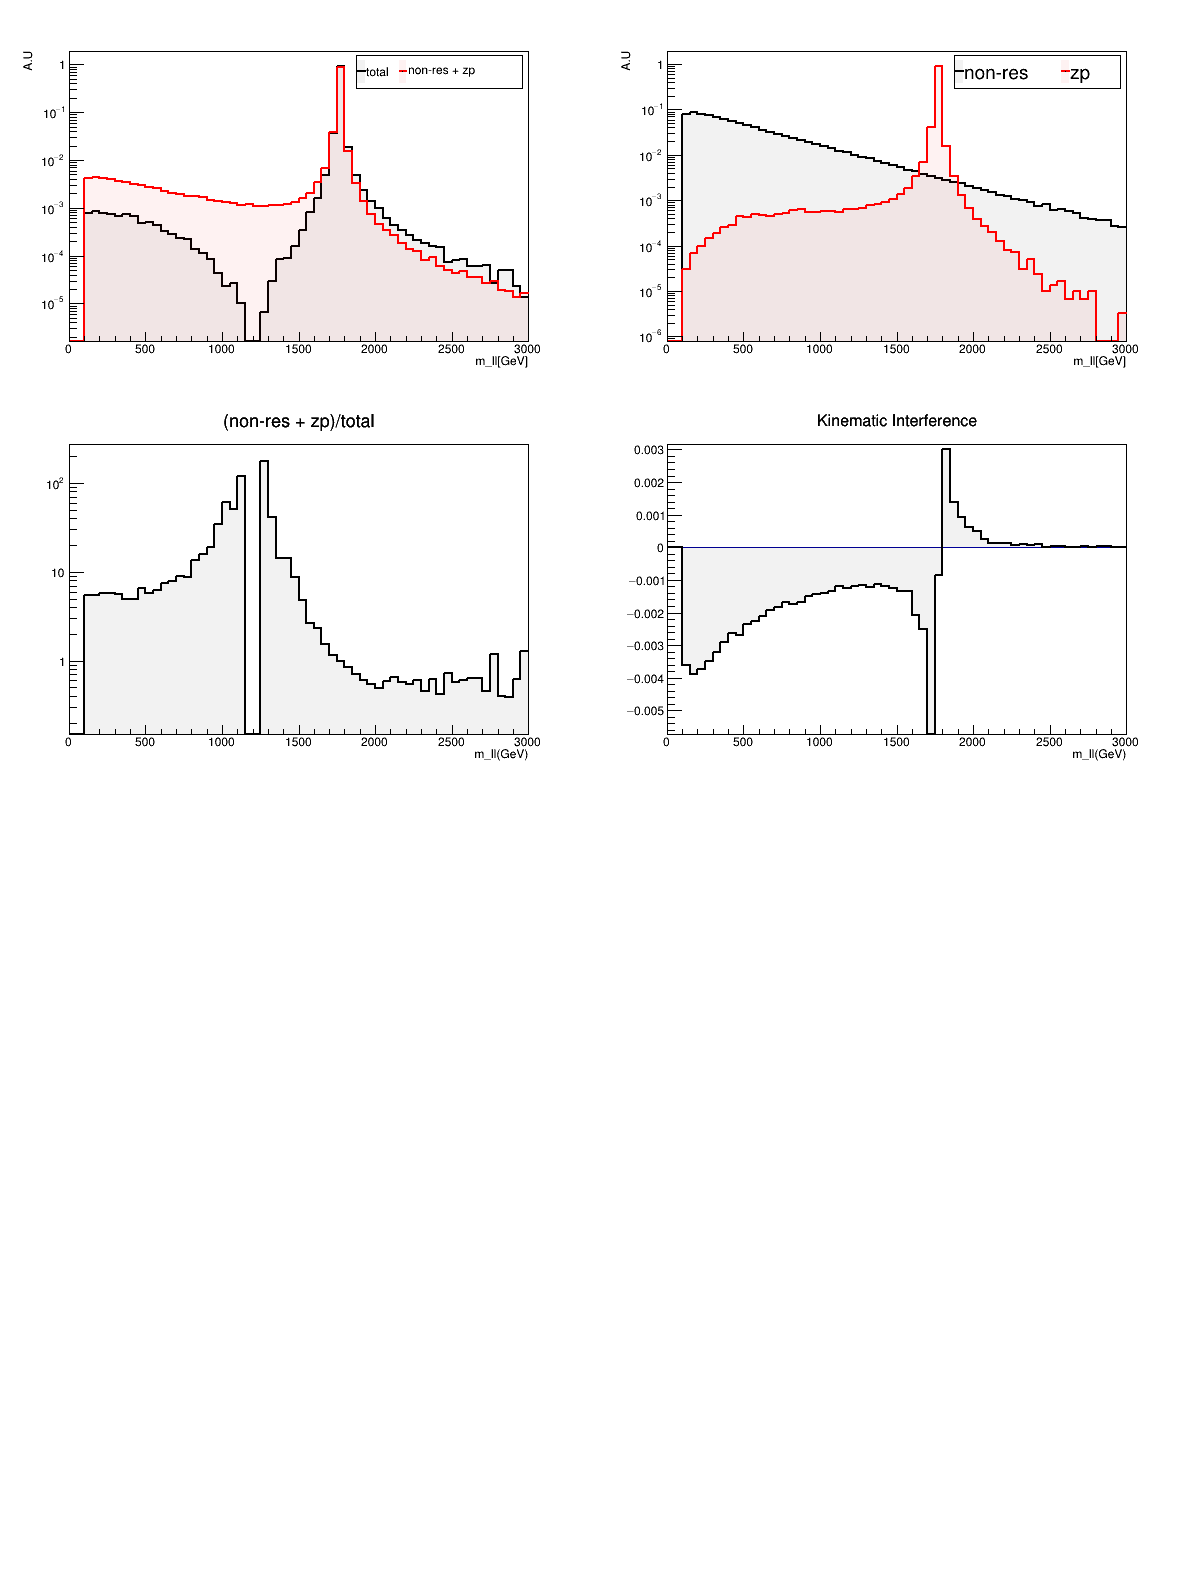 A.U
total
non-res + zp
1
10−1
10−2
10−3
10−4
10−5
0 500 1000 1500 2000 2500 3000
m_ll[GeV]
A.U
non-res
zp
1
10−1
10−2
10−3
10−4
10−5
10−6
0 500 1000 1500 2000 2500 3000
m_ll[GeV]
(non-res + zp)/total
102
10
1
0 500 1000 1500 2000 2500 3000
m_ll(GeV)
Kinematic Interference
0.003
0.002
0.001
0
−0.001
−0.002
−0.003
−0.004
−0.005
0 500 1000 1500 2000 2500 3000
m_ll(GeV)